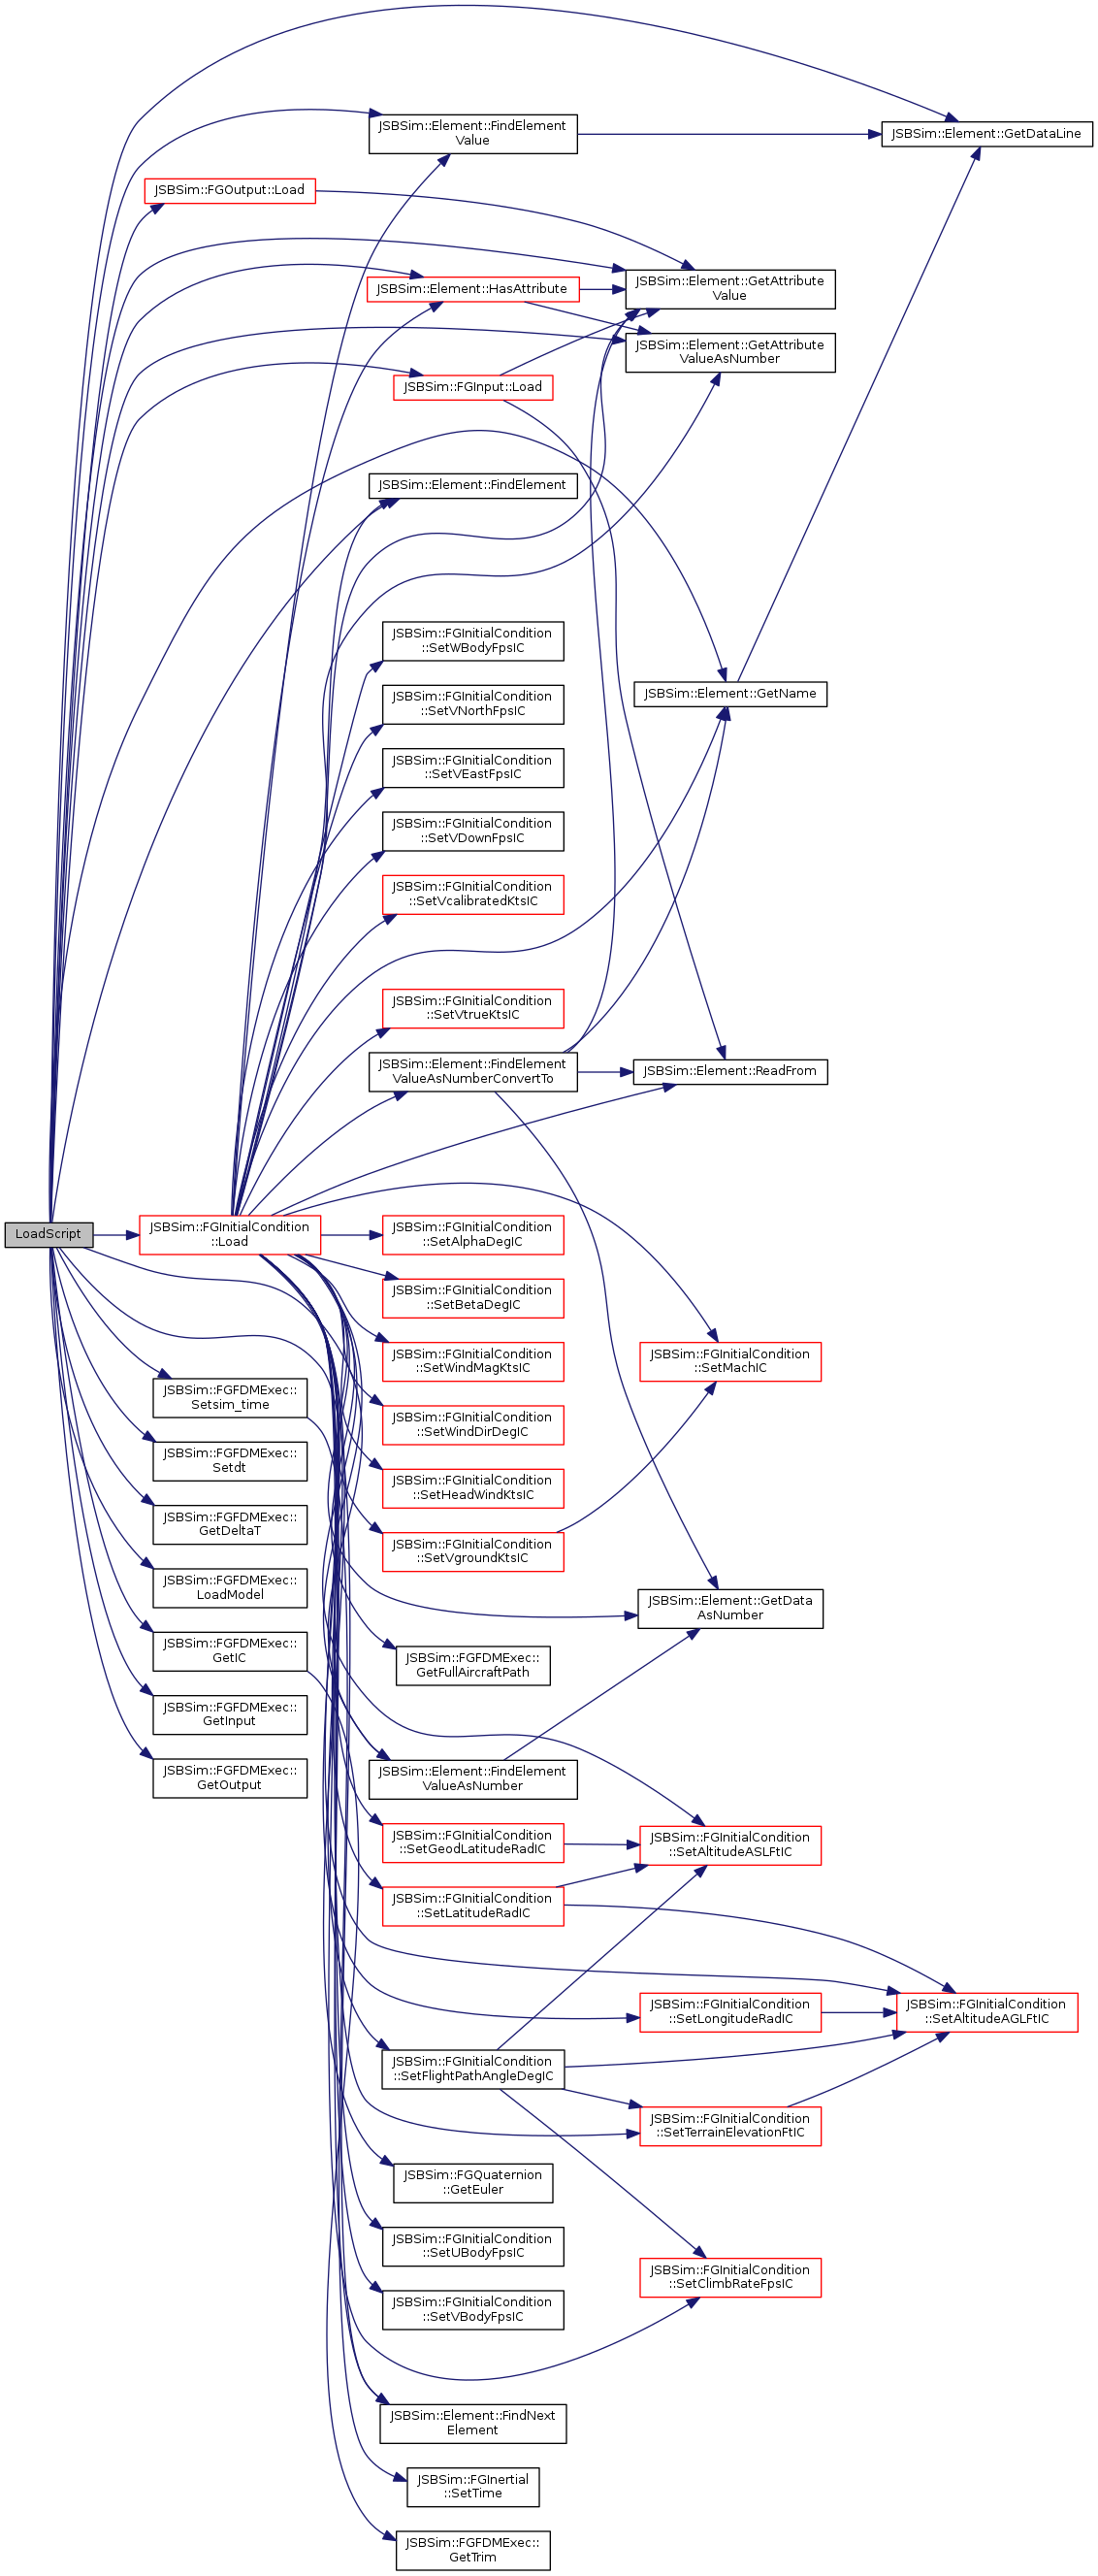 JSBSim::Element::GetDataLine
JSBSim::Element::FindElement
Value
JSBSim::FGOutput::Load
JSBSim::Element::GetAttribute
Value
JSBSim::Element::HasAttribute
JSBSim::Element::GetAttribute
ValueAsNumber
JSBSim::FGInput::Load
JSBSim::Element::FindElement
JSBSim::FGInitialCondition
::SetWBodyFpsIC
JSBSim::Element::GetName
JSBSim::FGInitialCondition
::SetVNorthFpsIC
JSBSim::FGInitialCondition
::SetVEastFpsIC
JSBSim::FGInitialCondition
::SetVDownFpsIC
JSBSim::FGInitialCondition
::SetVcalibratedKtsIC
JSBSim::FGInitialCondition
::SetVtrueKtsIC
JSBSim::Element::FindElement
ValueAsNumberConvertTo
JSBSim::Element::ReadFrom
LoadScript
JSBSim::FGInitialCondition
::Load
JSBSim::FGInitialCondition
::SetAlphaDegIC
JSBSim::FGInitialCondition
::SetBetaDegIC
JSBSim::FGInitialCondition
::SetWindMagKtsIC
JSBSim::FGInitialCondition
::SetMachIC
JSBSim::FGFDMExec::
Setsim_time
JSBSim::FGInitialCondition
::SetWindDirDegIC
JSBSim::FGFDMExec::
Setdt
JSBSim::FGInitialCondition
::SetHeadWindKtsIC
JSBSim::FGFDMExec::
GetDeltaT
JSBSim::FGInitialCondition
::SetVgroundKtsIC
JSBSim::FGFDMExec::
LoadModel
JSBSim::Element::GetData
AsNumber
JSBSim::FGFDMExec::
GetIC
JSBSim::FGFDMExec::
GetFullAircraftPath
JSBSim::FGFDMExec::
GetInput
JSBSim::FGFDMExec::
GetOutput
JSBSim::Element::FindElement
ValueAsNumber
JSBSim::FGInitialCondition
::SetGeodLatitudeRadIC
JSBSim::FGInitialCondition
::SetAltitudeASLFtIC
JSBSim::FGInitialCondition
::SetLatitudeRadIC
JSBSim::FGInitialCondition
::SetLongitudeRadIC
JSBSim::FGInitialCondition
::SetAltitudeAGLFtIC
JSBSim::FGInitialCondition
::SetFlightPathAngleDegIC
JSBSim::FGInitialCondition
::SetTerrainElevationFtIC
JSBSim::FGQuaternion
::GetEuler
JSBSim::FGInitialCondition
::SetUBodyFpsIC
JSBSim::FGInitialCondition
::SetClimbRateFpsIC
JSBSim::FGInitialCondition
::SetVBodyFpsIC
JSBSim::Element::FindNext
Element
JSBSim::FGInertial
::SetTime
JSBSim::FGFDMExec::
GetTrim